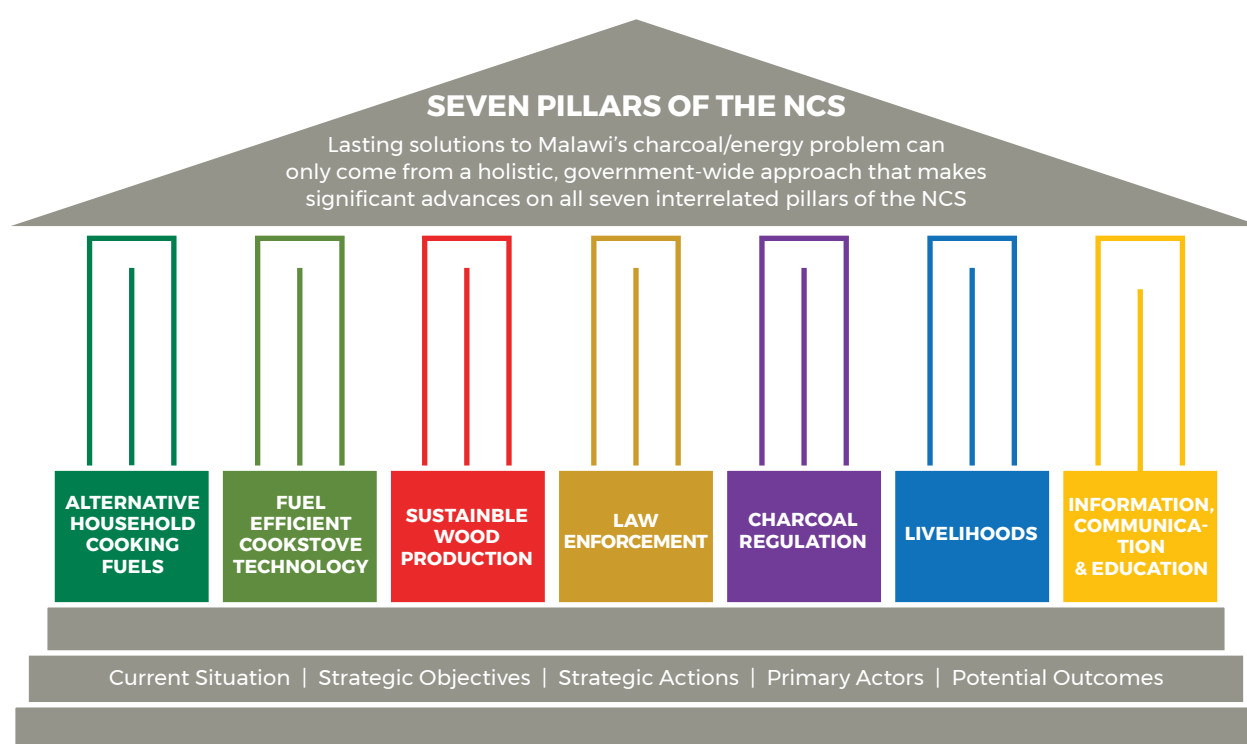 SEVEN PILLARS OF THE NCS
Lasting solutions to Malawi's charcoal/energy problem can
only come from a holistic, government-wide approach that makes
significant advances on all seven interrelated pillars of the NCS
ALTERNATIVE
HOUSEHOLD
COOKING
FUELS
FUEL
EFFICIENT
COOKSTOVE
TECHNOLOGY
SUSTAINBLE
WOOD
PRODUCTION
LAW
ENFORCEMENT
CHARCOAL
REGULATION
LIVELIHOODS
INFORMATION,
COMMUNICA-
TION
& EDUCATION
Current Situation | Strategic Objectives | Strategic Actions | Primary Actors | Potential Outcomes